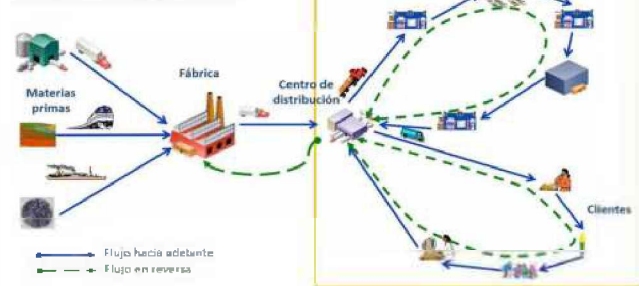 Fábrica
Centro de
distribución
Materias
primas
Clientes
Flujo hacia adelante
Flujo en reversa